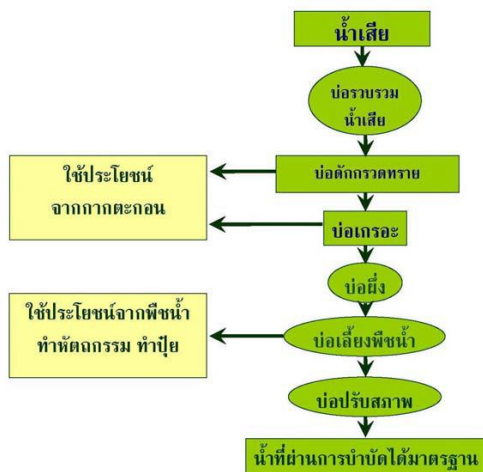 น้ำเสีย
บ่อรวบรวม
น้ำเสีย
บ่อดักกรวดทราย
ใช้ประโยชน์
จากกากตะกอน
บ่อเกรอะ
บ่อผึ่ง
ใช้ประโยชน์จากพืชน้ำ
ทำหัตถกรรม ทำปุ๋ย
บ่อเลี้ยงพืชน้ำ
บ่อปรับสภาพ
น้ำที่ผ่านการบำบัดได้มาตรฐาน